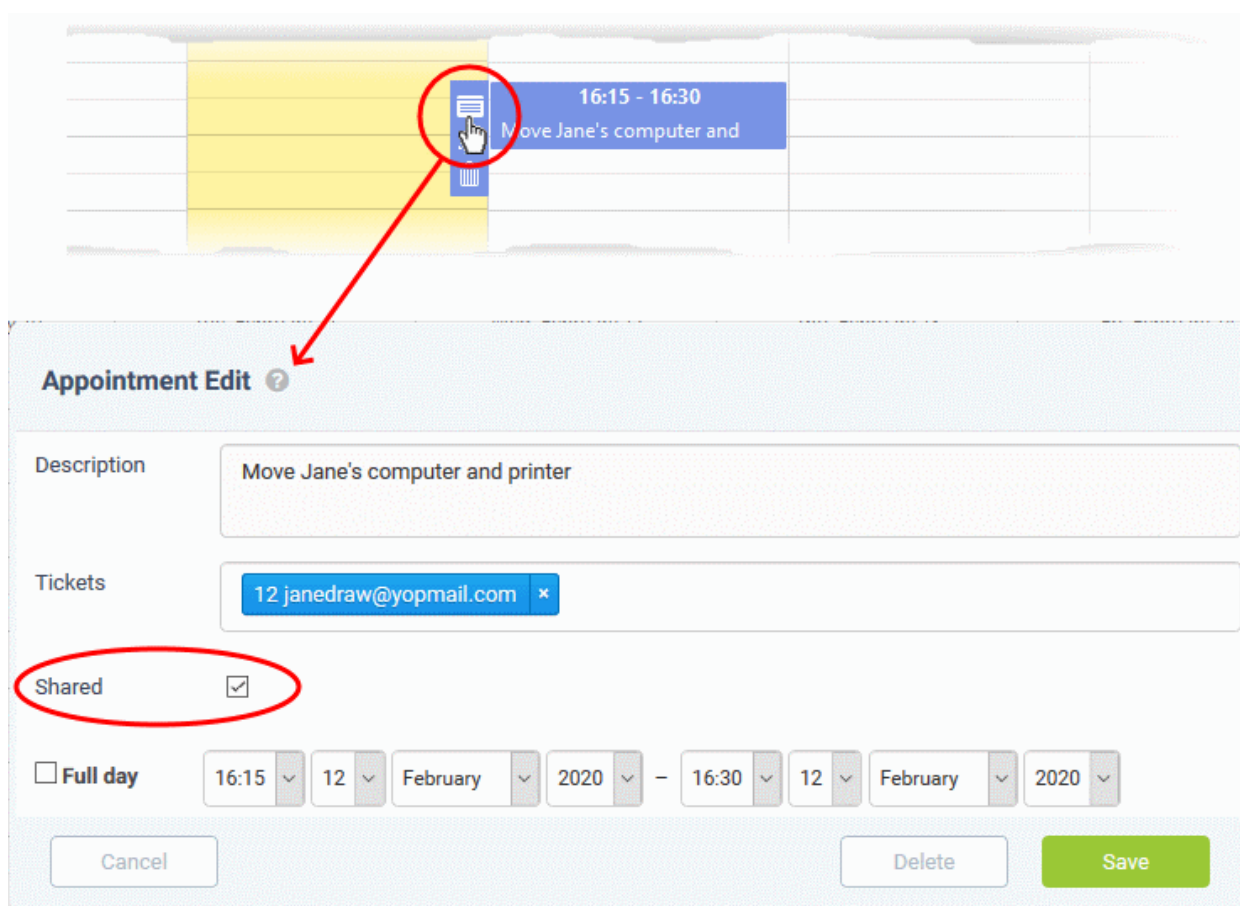 16:15 - 16:30
Move Jane's computer and
Appointment Edit ?
Description
Move Jane's computer and printer
Tickets
12 janedraw@yopmail.com ×
Shared
Full day 16:15 12 February 2020 – 16:30 12 February 2020
Cancel Delete Save